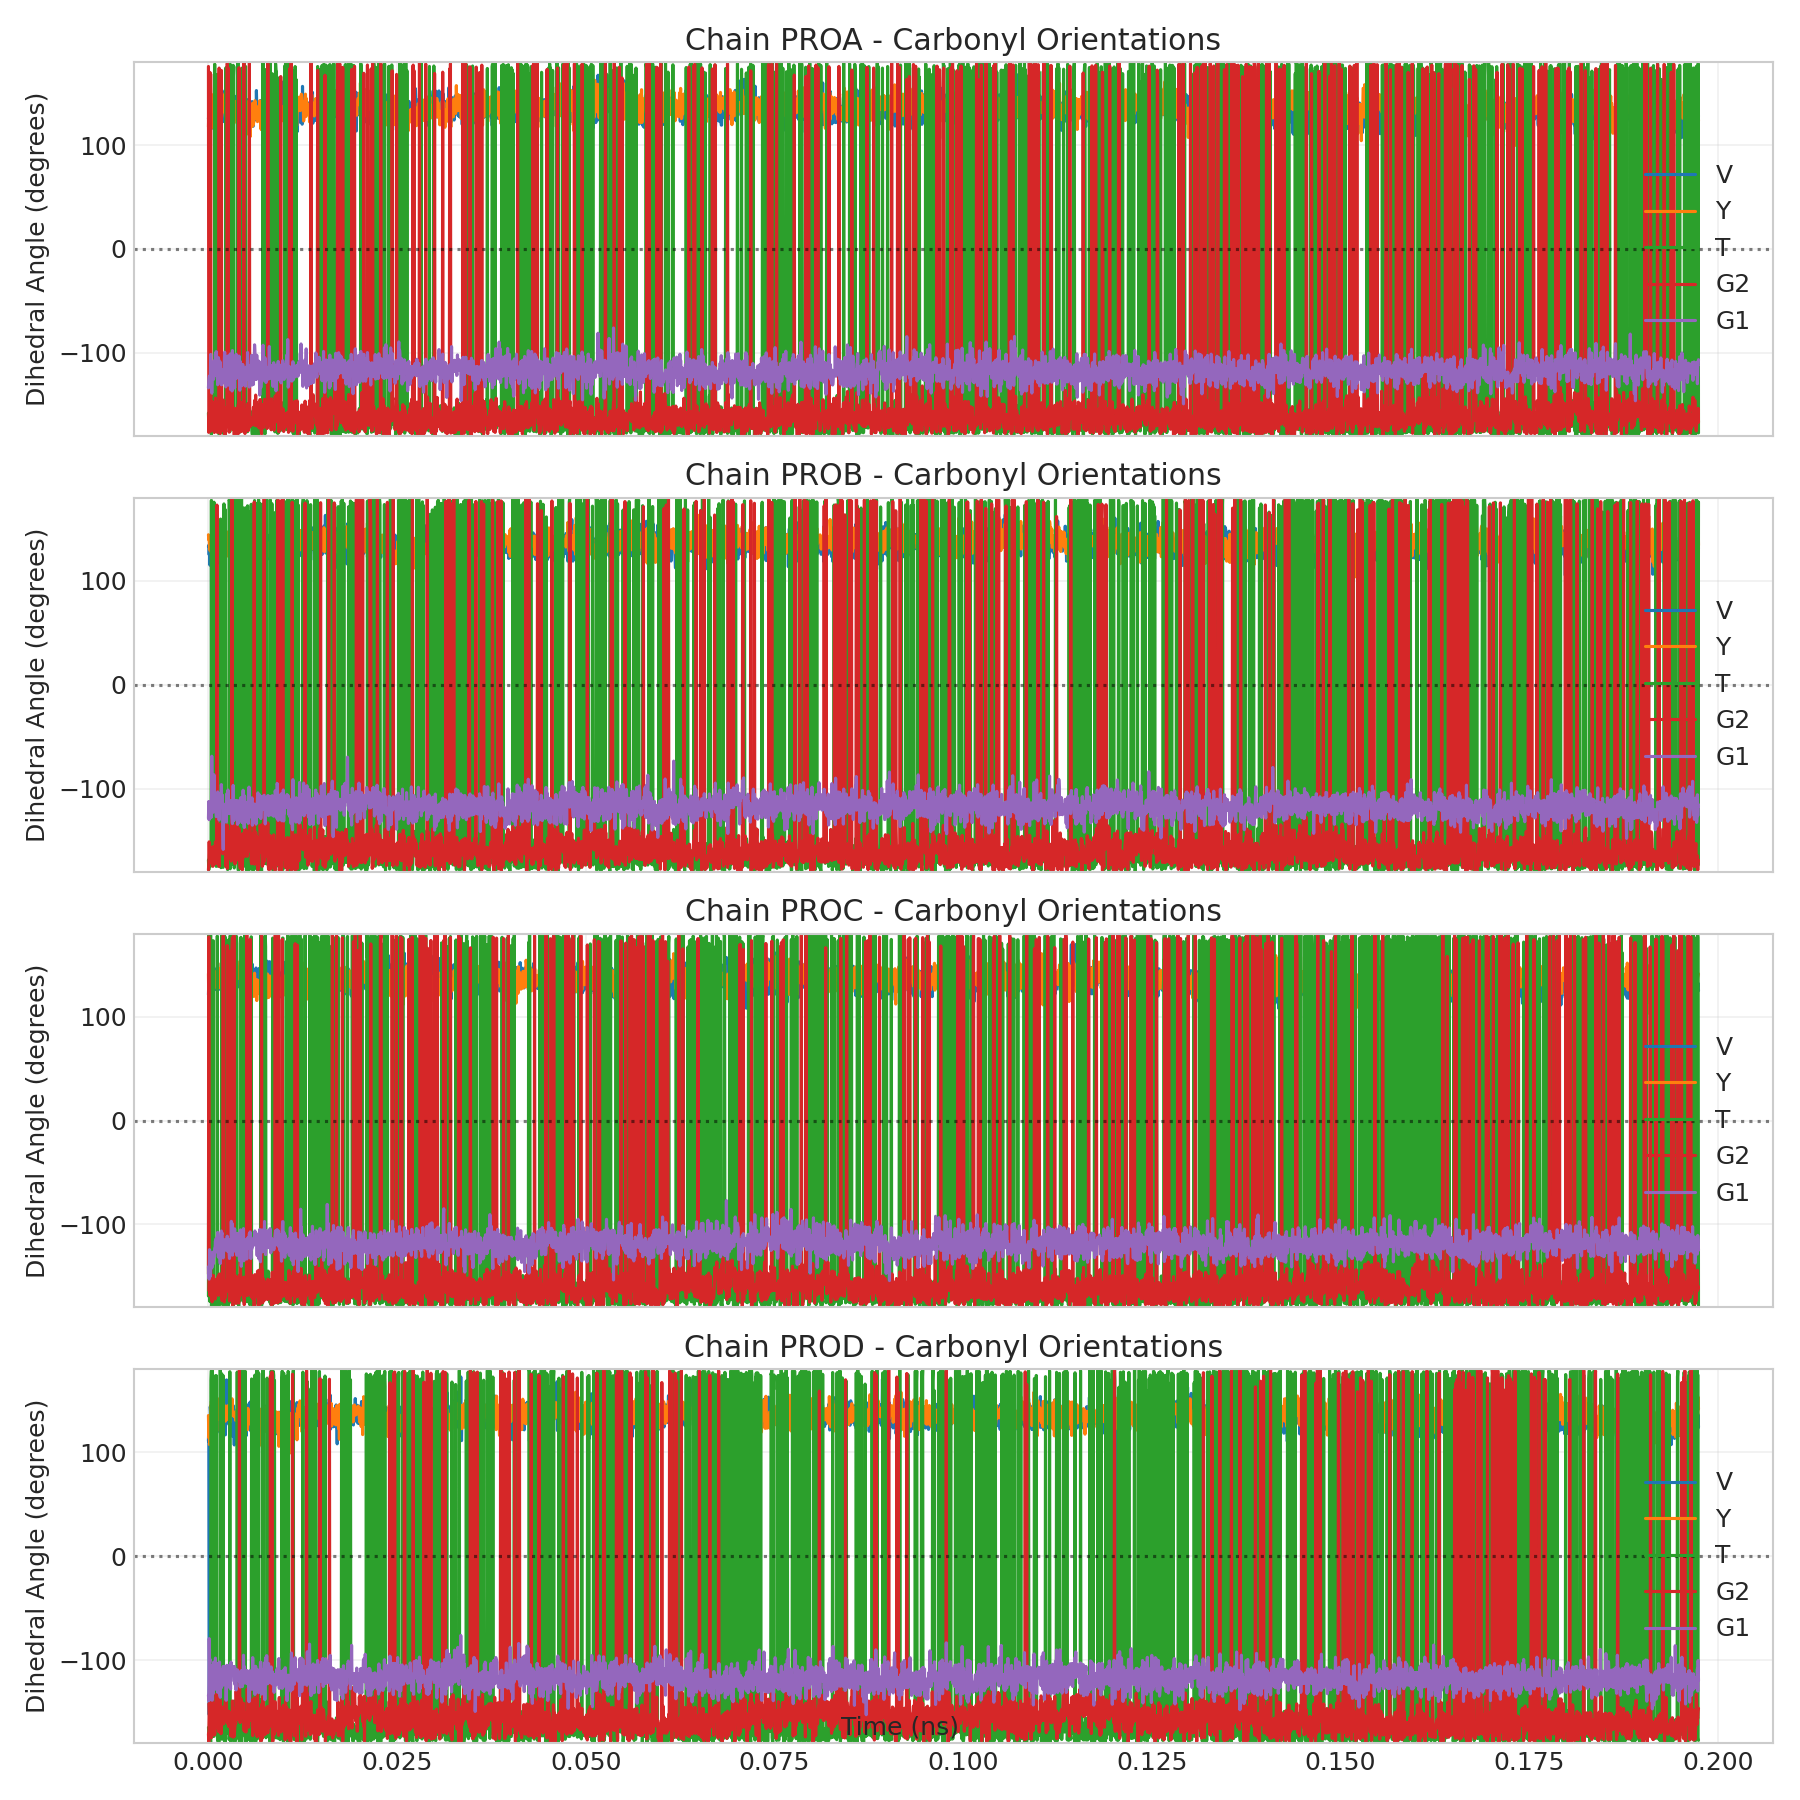 Chain PROA - Carbonyl Orientations
Dihedral Angle (degrees)
100
0
−100
V
Y
T
G2
G1
Chain PROB - Carbonyl Orientations
Dihedral Angle (degrees)
100
0
−100
V
Y
T
G2
G1
Chain PROC - Carbonyl Orientations
Dihedral Angle (degrees)
100
0
−100
V
Y
T
G2
G1
Chain PROD - Carbonyl Orientations
Dihedral Angle (degrees)
100
0
−100
V
Y
T
G2
G1
Time (ns)
0.000 0.025 0.050 0.075 0.100 0.125 0.150 0.175 0.200